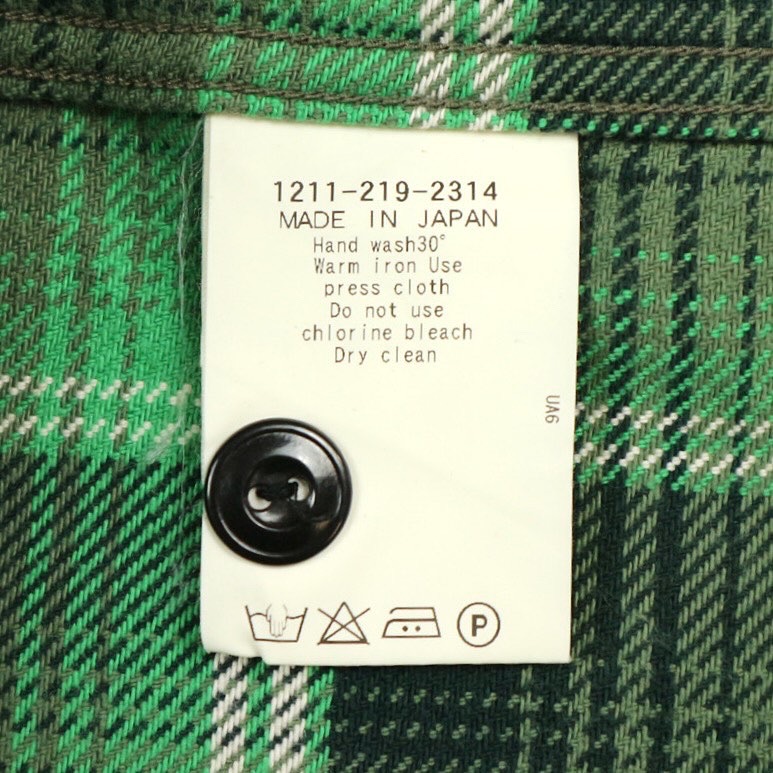 1211-219-2314
MADE IN JAPAN
Hand wash30°
Warm iron Use
press cloth
Do not use
chlorine bleach
Dry clean
UA6
P